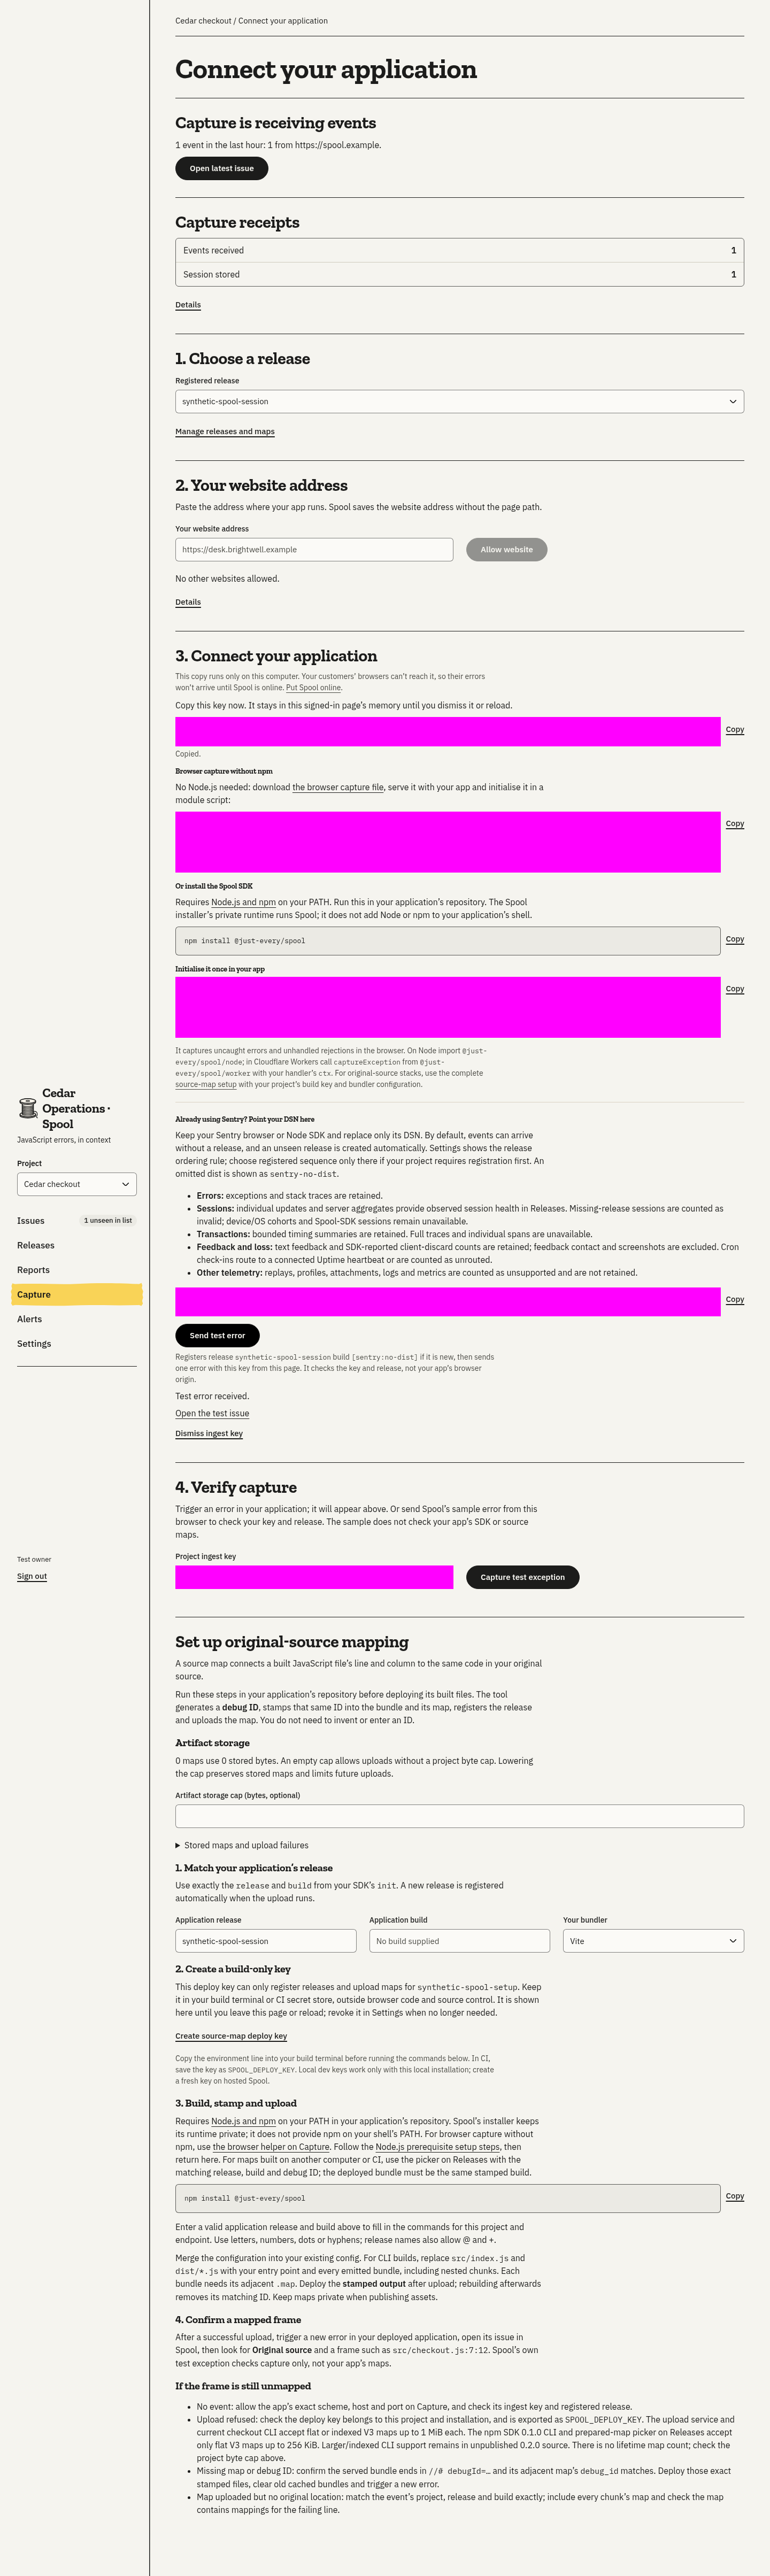 Cedar
Operations ·
Spool
JavaScript errors, in context
Project
Cedar checkout
Issues
1 unseen in list
Releases
Reports
Capture
Alerts
Settings
Test owner
Sign out
Cedar checkout / Connect your application
Connect your application
Capture is receiving events
1 event in the last hour: 1 from https://spool.example.
Open latest issue
Capture receipts
Events received 1
Session stored 1
Details
1. Choose a release
Registered release
synthetic-spool-session
Manage releases and maps
2. Your website address
Paste the address where your app runs. Spool saves the website address without the page path.
Your website address
https://desk.brightwell.example
Allow website
No other websites allowed.
Details
3. Connect your application
This copy runs only on this computer. Your customers’ browsers can’t reach it, so their errors
won’t arrive until Spool is online. Put Spool online.
Copy this key now. It stays in this signed-in page’s memory until you dismiss it or reload.
Copy
Copied.
Browser capture without npm
No Node.js needed: download the browser capture file, serve it with your app and initialise it in a
module script:
Copy
Or install the Spool SDK
Requires Node.js and npm on your PATH. Run this in your application’s repository. The Spool
installer’s private runtime runs Spool; it does not add Node or npm to your application’s shell.
npm install @just-every/spool
Copy
Initialise it once in your app
Copy
It captures uncaught errors and unhandled rejections in the browser. On Node import @just-
every/spool/node; in Cloudflare Workers call captureException from @just-
every/spool/worker with your handler’s ctx. For original-source stacks, use the complete
source-map setup with your project’s build key and bundler configuration.
Already using Sentry? Point your DSN here
Keep your Sentry browser or Node SDK and replace only its DSN. By default, events can arrive
without a release, and an unseen release is created automatically. Settings shows the release
ordering rule; choose registered sequence only there if your project requires registration first. An
omitted dist is shown as sentry-no-dist.
• Errors: exceptions and stack traces are retained.
• Sessions: individual updates and server aggregates provide observed session health in Releases. Missing-release sessions are counted as
invalid; device/OS cohorts and Spool-SDK sessions remain unavailable.
• Transactions: bounded timing summaries are retained. Full traces and individual spans are unavailable.
• Feedback and loss: text feedback and SDK-reported client-discard counts are retained; feedback contact and screenshots are excluded. Cron
check-ins route to a connected Uptime heartbeat or are counted as unrouted.
• Other telemetry: replays, profiles, attachments, logs and metrics are counted as unsupported and are not retained.
Copy
Send test error
Registers release synthetic-spool-session build [sentry:no-dist] if it is new, then sends
one error with this key from this page. It checks the key and release, not your app’s browser
origin.
Test error received.
Open the test issue
Dismiss ingest key
4. Verify capture
Trigger an error in your application; it will appear above. Or send Spool’s sample error from this
browser to check your key and release. The sample does not check your app’s SDK or source
maps.
Project ingest key
Capture test exception
Set up original-source mapping
A source map connects a built JavaScript file’s line and column to the same code in your original
source.
Run these steps in your application’s repository before deploying its built files. The tool
generates a debug ID, stamps that same ID into the bundle and its map, registers the release
and uploads the map. You do not need to invent or enter an ID.
Artifact storage
0 maps use 0 stored bytes. An empty cap allows uploads without a project byte cap. Lowering
the cap preserves stored maps and limits future uploads.
Artifact storage cap (bytes, optional)
Stored maps and upload failures
1. Match your application’s release
Use exactly the release and build from your SDK’s init. A new release is registered
automatically when the upload runs.
Application release
Application build
Your bundler
synthetic-spool-session
No build supplied
Vite
2. Create a build-only key
This deploy key can only register releases and upload maps for synthetic-spool-setup. Keep
it in your build terminal or CI secret store, outside browser code and source control. It is shown
here until you leave this page or reload; revoke it in Settings when no longer needed.
Create source-map deploy key
Copy the environment line into your build terminal before running the commands below. In CI,
save the key as SPOOL_DEPLOY_KEY. Local dev keys work only with this local installation; create
a fresh key on hosted Spool.
3. Build, stamp and upload
Requires Node.js and npm on your PATH in your application’s repository. Spool’s installer keeps
its runtime private; it does not provide npm on your shell’s PATH. For browser capture without
npm, use the browser helper on Capture. Follow the Node.js prerequisite setup steps, then
return here. For maps built on another computer or CI, use the picker on Releases with the
matching release, build and debug ID; the deployed bundle must be the same stamped build.
npm install @just-every/spool
Copy
Enter a valid application release and build above to fill in the commands for this project and
endpoint. Use letters, numbers, dots or hyphens; release names also allow @ and +.
Merge the configuration into your existing config. For CLI builds, replace src/index.js and
dist/*.js with your entry point and every emitted bundle, including nested chunks. Each
bundle needs its adjacent .map. Deploy the stamped output after upload; rebuilding afterwards
removes its matching ID. Keep maps private when publishing assets.
4. Confirm a mapped frame
After a successful upload, trigger a new error in your deployed application, open its issue in
Spool, then look for Original source and a frame such as src/checkout.js:7:12. Spool’s own
test exception checks capture only, not your app’s maps.
If the frame is still unmapped
• No event: allow the app’s exact scheme, host and port on Capture, and check its ingest key and registered release.
• Upload refused: check the deploy key belongs to this project and installation, and is exported as SPOOL_DEPLOY_KEY. The upload service and
current checkout CLI accept flat or indexed V3 maps up to 1 MiB each. The npm SDK 0.1.0 CLI and prepared-map picker on Releases accept
only flat V3 maps up to 256 KiB. Larger/indexed CLI support remains in unpublished 0.2.0 source. There is no lifetime map count; check the
project byte cap above.
• Missing map or debug ID: confirm the served bundle ends in //# debugId=… and its adjacent map’s debug_id matches. Deploy those exact
stamped files, clear old cached bundles and trigger a new error.
• Map uploaded but no original location: match the event’s project, release and build exactly; include every chunk’s map and check the map
contains mappings for the failing line.